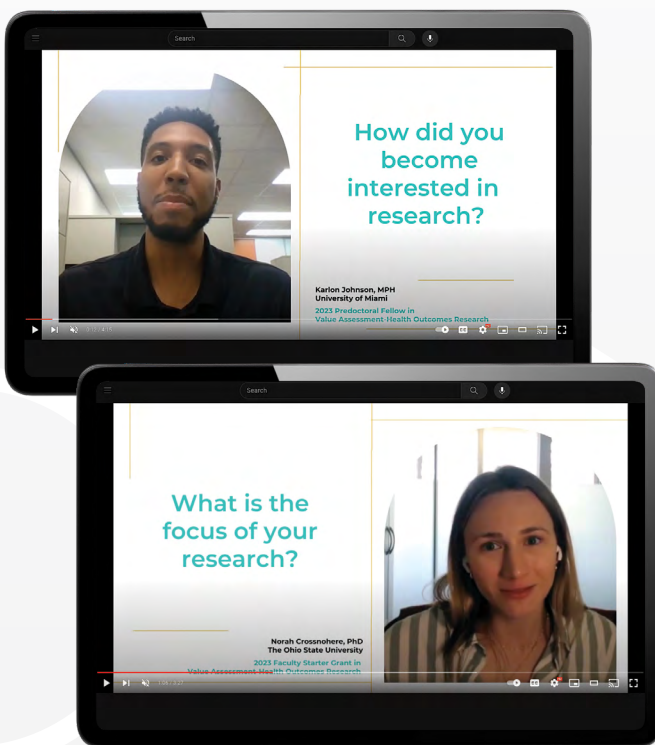 Search
How did you
become
interested in
research?
Karlon Johnson, MPH
University of Miami
2023 Predoctoral Fellow in
Value Assessment-Health Outcomes Research
Search
What is the
focus of your
research?
Norah Crossnohere, PhD
The Ohio State University
2023 Faculty Starter Grant in
Value Assessment-Health Outcomes Research